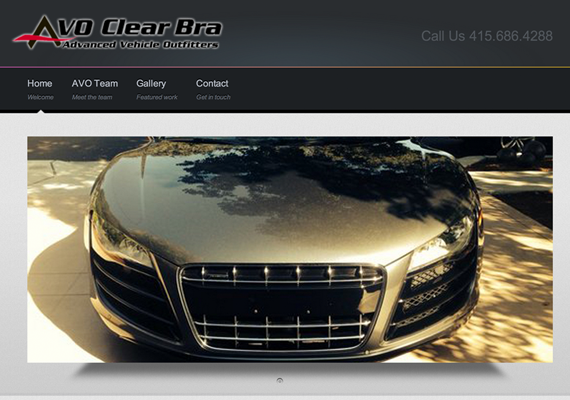 AVO Clear Bra
Advanced Vehicle Outfitters
Call Us 415.686.4288
Home AVO Team Gallery Contact
Welcome Meet the team Featured work Get in touch